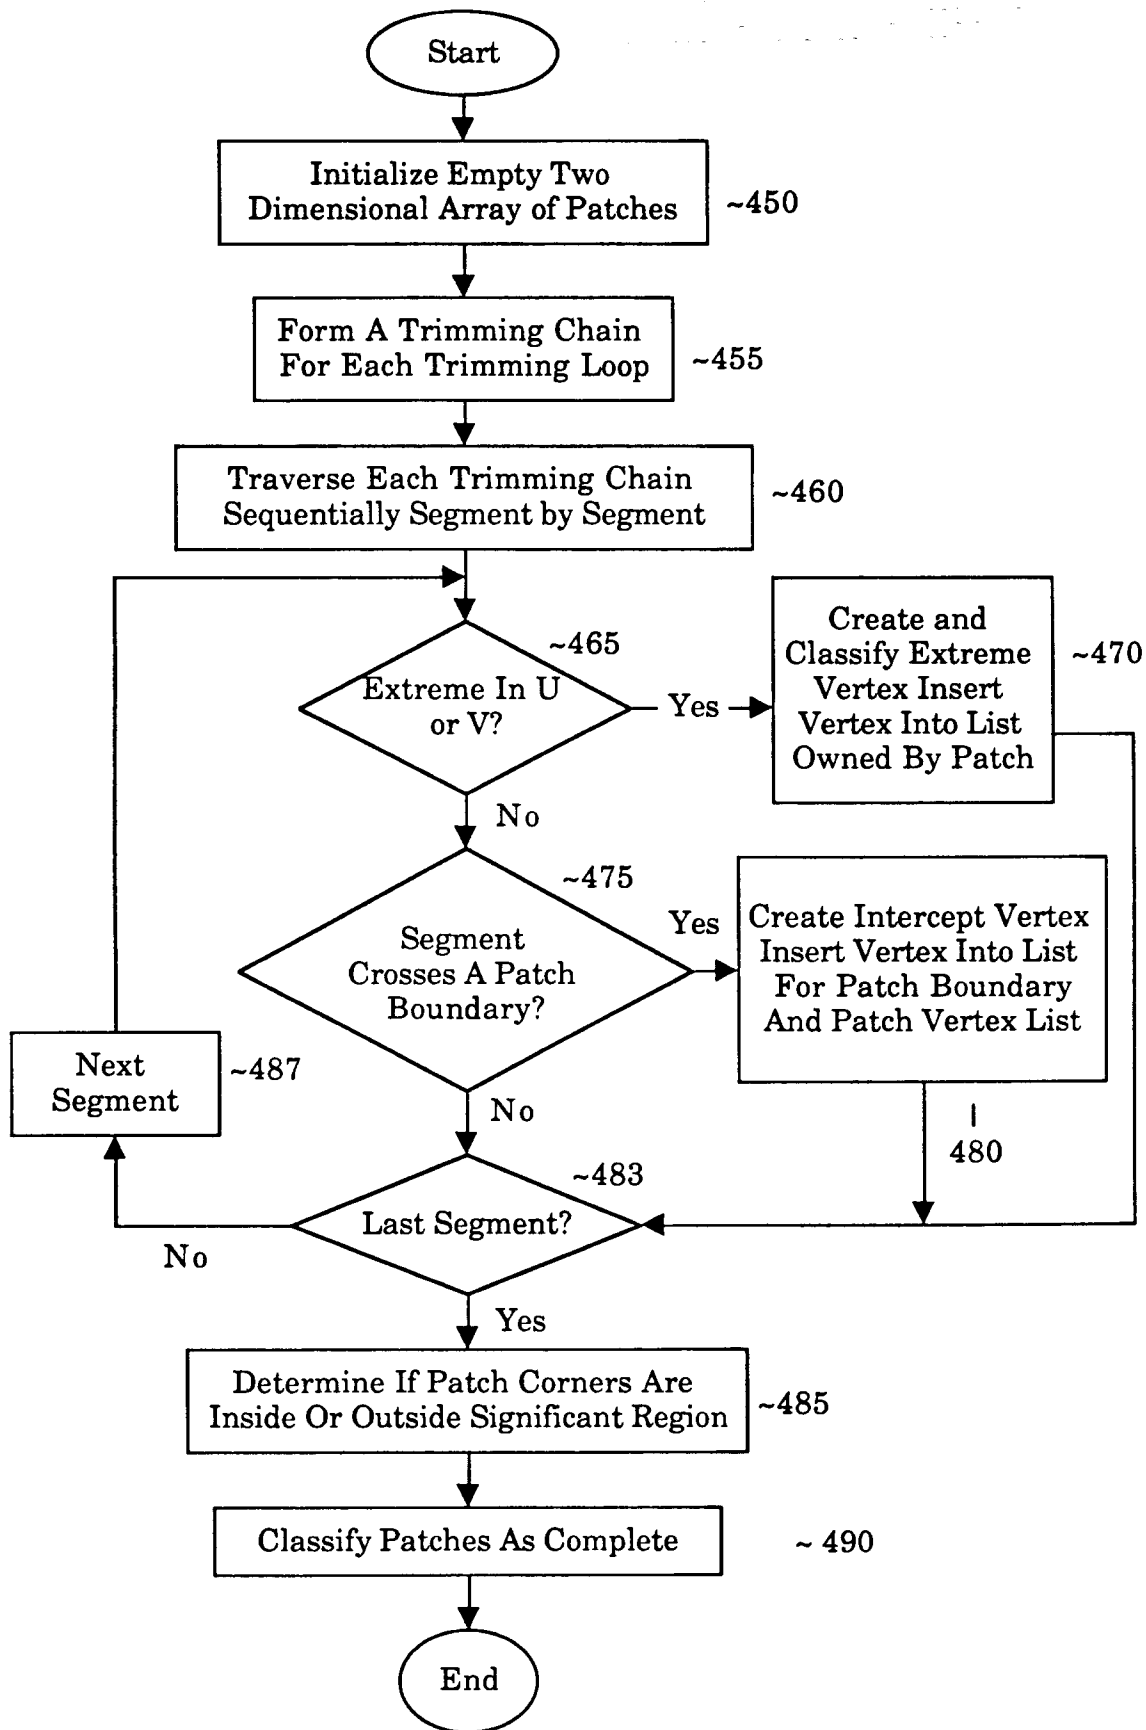 Start
Initialize Empty Two
Dimensional Array of Patches
~450
Form A Trimming Chain
For Each Trimming Loop
~455
Traverse Each Trimming Chain
Sequentially Segment by Segment
~460
~465
Extreme In U
or V?
Yes
Create and
Classify Extreme
Vertex Insert
Vertex Into List
Owned By Patch
~470
No
~475
Segment
Crosses A Patch
Boundary?
Yes
Create Intercept Vertex
Insert Vertex Into List
For Patch Boundary
And Patch Vertex List
480
Next
Segment
~487
No
~483
Last Segment?
No
Yes
Determine If Patch Corners Are
Inside Or Outside Significant Region
~485
Classify Patches As Complete
~ 490
End